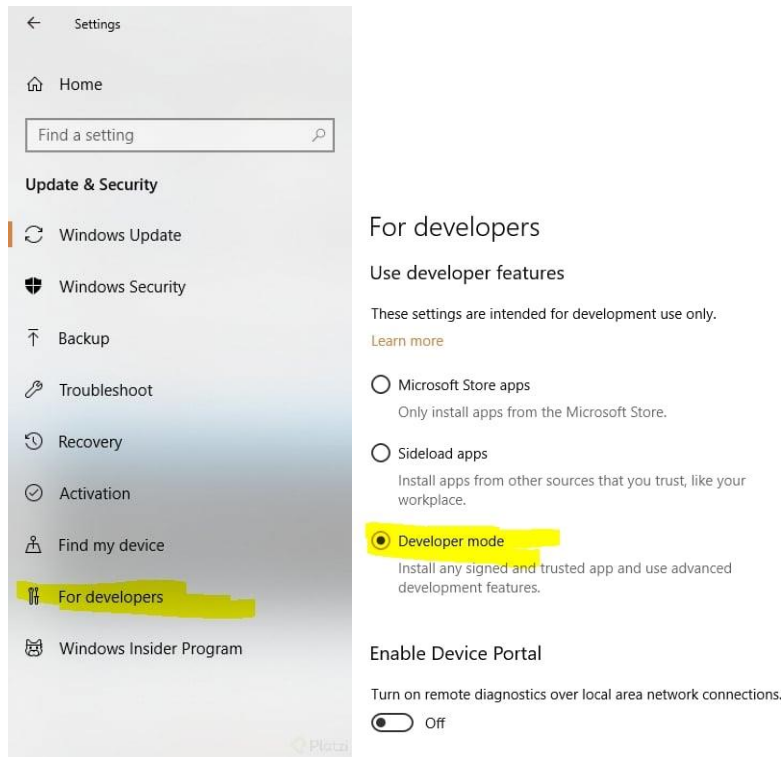 Settings
Home
Find a setting
Update & Security
Windows Update
Windows Security
Backup
Troubleshoot
Recovery
Activation
Find my device
For developers
Windows Insider Program
Platzi
For developers
Use developer features
These settings are intended for development use only.
Learn more
Microsoft Store apps
Only install apps from the Microsoft Store.
Sideload apps
Install apps from other sources that you trust, like your
workplace.
Developer mode
Install any signed and trusted app and use advanced
development features.
Enable Device Portal
Turn on remote diagnostics over local area network connections.
Off